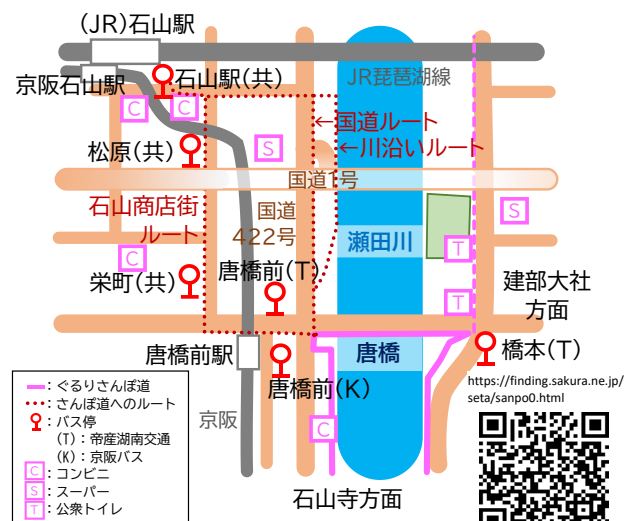 (JR)石山駅
京阪石山駅
石山駅(共)
JR琵琶湖線
C
C
←国道ルート
←川沿いルート
松原(共)
S
国道1号
石山商店街
ルート
国道
422号
瀬田川
S
T
C
栄町(共)
唐橋前(T)
T
建部大社
方面
唐橋前駅
唐橋
橋本(T)
唐橋前(K)
https://finding.sakura.ne.jp/
seta/sanpo0.html
京阪
C
石山寺方面
:ぐるりさんぽ道
:さんぽ道へのルート
:バス停
(T):帝産湖南交通
(K):京阪バス
C:コンビニ
S:スーパー
T:公衆トイレ